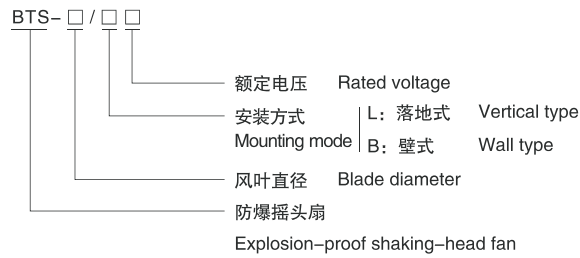 BTS-□/□□
额定电压 Rated voltage
安装方式 L：落地式 Vertical type
Mounting mode B：壁式 Wall type
风叶直径 Blade diameter
防爆摇头扇
Explosion-proof shaking-head fan